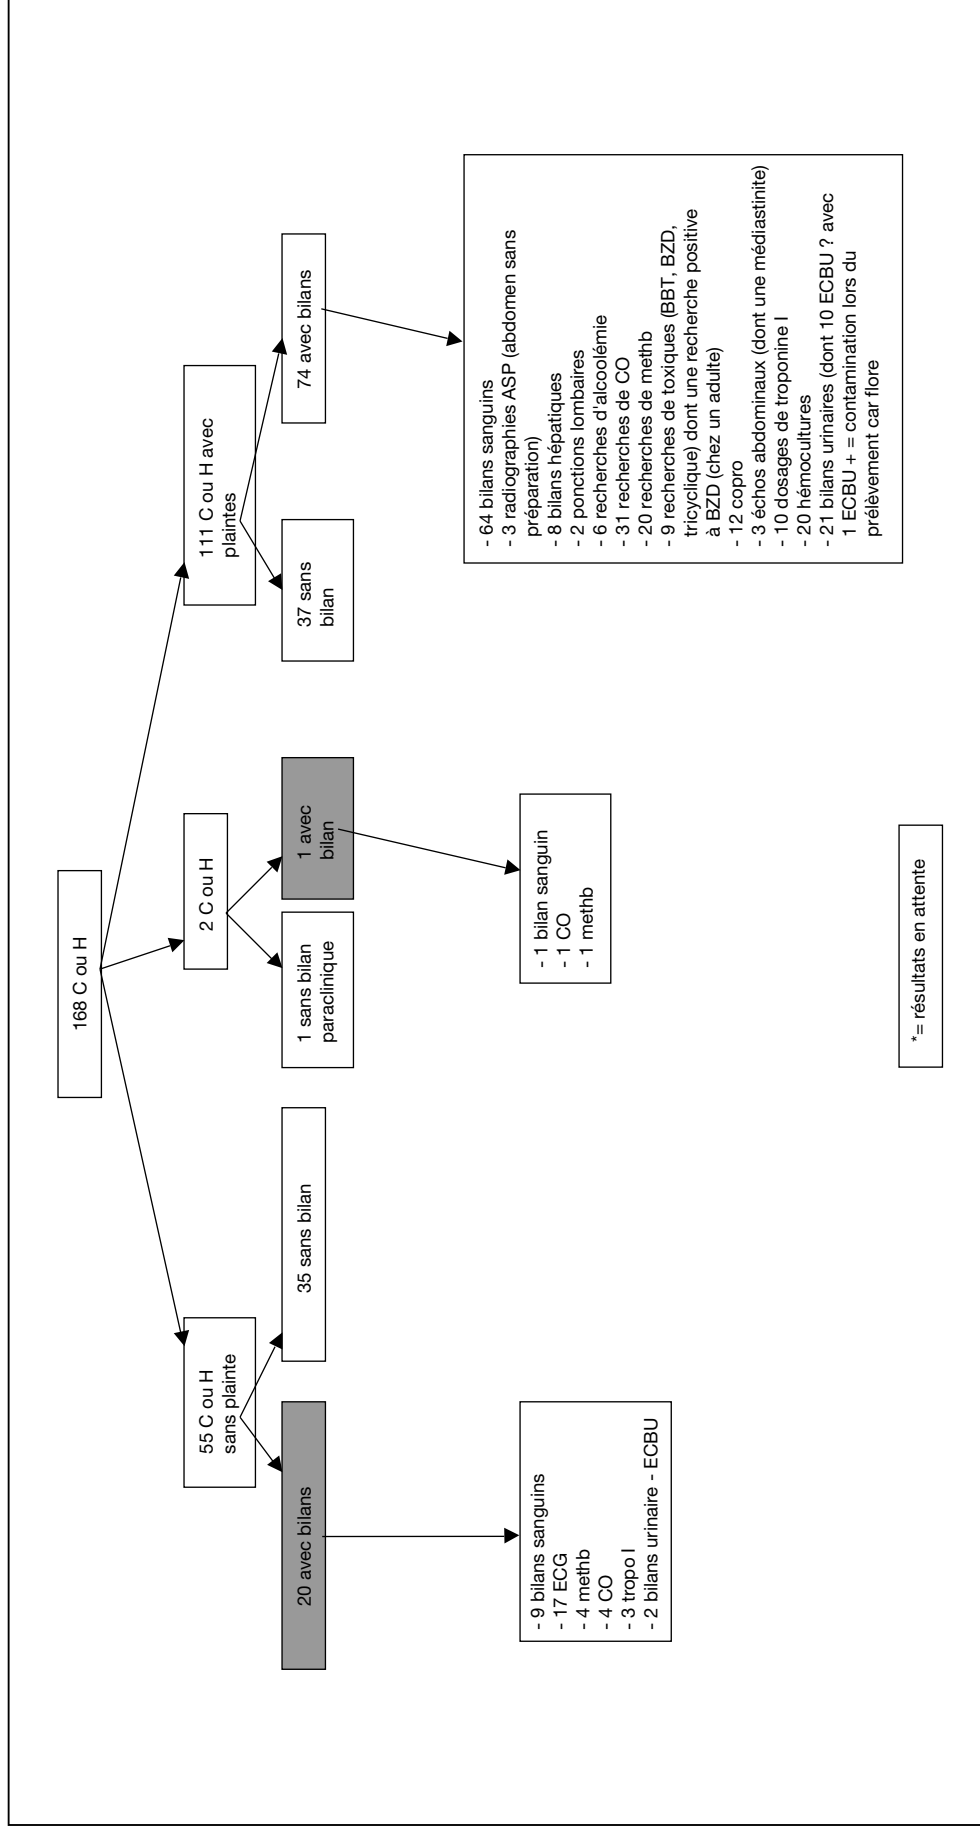 168 C ou H
55 C ou H
sans plainte
2 C ou H
111 C ou H avec
plaintes
20 avec bilans
35 sans bilan
1 sans bilan
paraclinique
1 avec
bilan
37 sans
bilan
74 avec bilans
- 9 bilans sanguins
- 17 ECG
- 4 methb
- 4 CO
- 3 tropo I
- 2 bilans urinaire - ECBU
- 1 bilan sanguin
- 1 CO
- 1 methb
- 64 bilans sanguins
- 3 radiographies ASP (abdomen sans
préparation)
- 8 bilans hépatiques
- 2 ponctions lombaires
- 6 recherches d'alcoolémie
- 31 recherches de CO
- 20 recherches de methb
- 9 recherches de toxiques (BBT, BZD,
tricyclique) dont une recherche positive
à BZD (chez un adulte)
- 12 copro
- 3 échos abdominaux (dont une médiastinite)
- 10 dosages de troponine I
- 20 hémocultures
- 21 bilans urinaires (dont 10 ECBU ? avec
1 ECBU + = contamination lors du
prélèvement car flore
*= résultats en attente